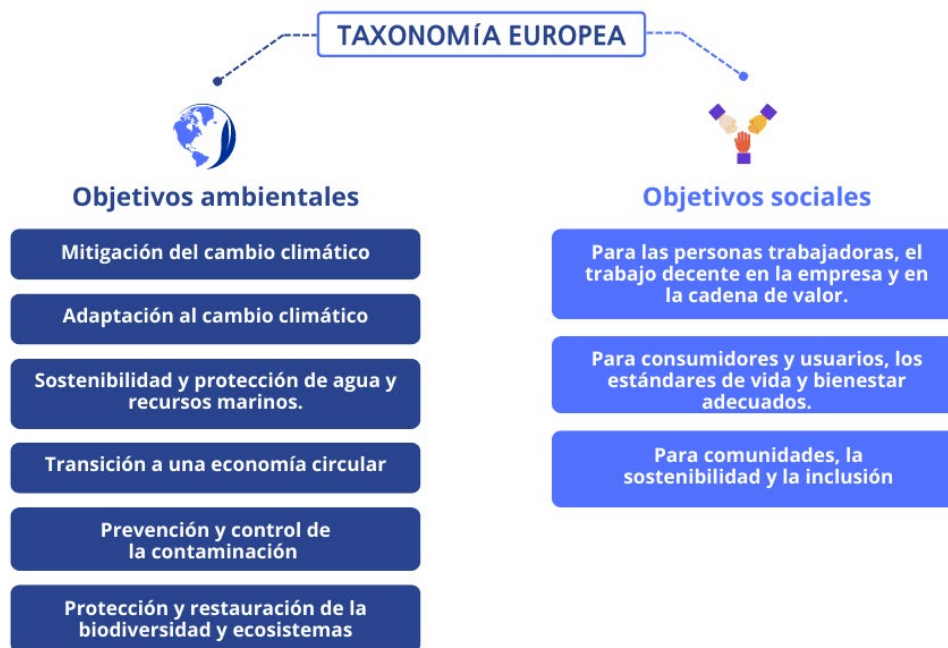 TAXONOMÍA EUROPEA
Objetivos ambientales
Mitigación del cambio climático
Adaptación al cambio climático
Sostenibilidad y protección de agua y
recursos marinos.
Transición a una economía circular
Prevención y control de
la contaminación
Protección y restauración de la
biodiversidad y ecosistemas
Objetivos sociales
Para las personas trabajadoras, el
trabajo decente en la empresa y en
la cadena de valor.
Para consumidores y usuarios, los
estándares de vida y bienestar
adecuados.
Para comunidades, la
sostenibilidad y la inclusión